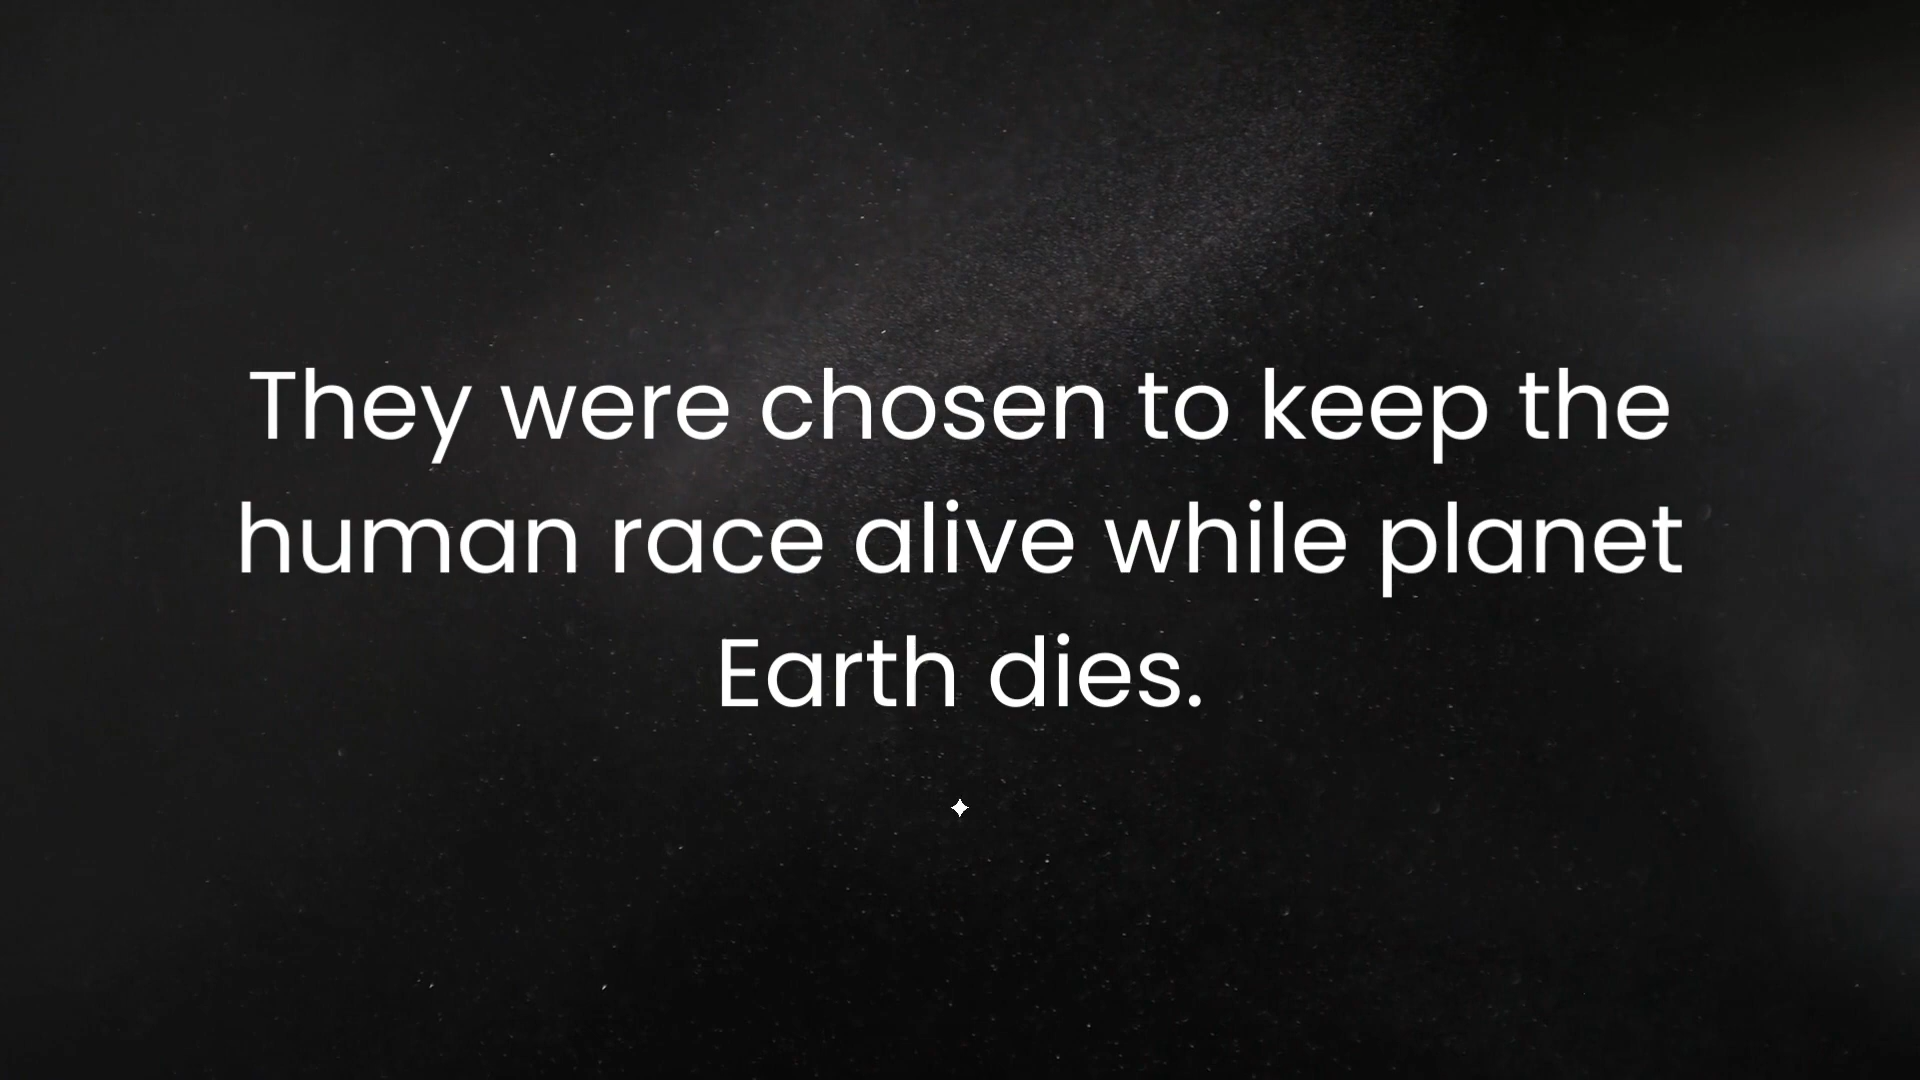 They were chosen to keep the
human race alive while planet
Earth dies.